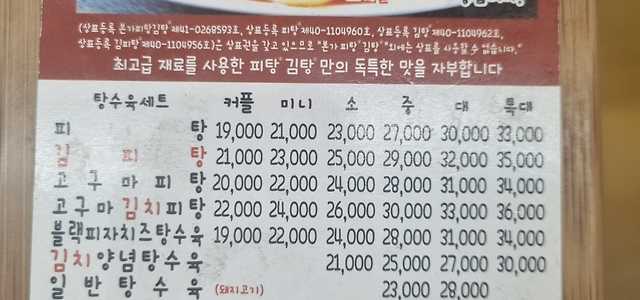 (상표등록 본가피탕김탕 제41-0268593호, 상표등록 피탕 제40-1104960호, 상표등록 김탕 제40-1104962호,
상표등록 김피탕 제40-1104956호)은 상표권을 갖고 있으므로 "본가 피탕 김탕" 외에는 상표를 사용할 수 없습니다."
최고급 재료를 사용한 피탕 김탕 만의 독특한 맛을 자부합니다
탕수육세트 커플 미니 소 중 대 특대
피 탕 19,000 21,000 23,000 27,000 30,000 33,000
김 피 탕 21,000 23,000 25,000 29,000 32,000 35,000
고구마피탕 20,000 22,000 24,000 28,000 31,000 34,000
고구마김치피탕 22,000 24,000 26,000 30,000 33,000 36,000
블랙피자치즈탕수육 19,000 22,000 24,000 28,000 31,000 34,000
김치양념탕수육 21,000 25,000 27,000 30,000
일반탕수육 (돼지고기) 23,000 28,000